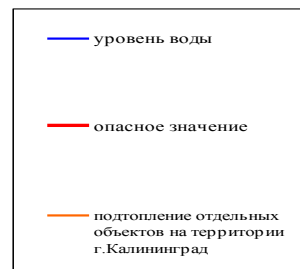 уровень воды
опасное значение
подтопление отдельных
объектов на территории
г.Калининград